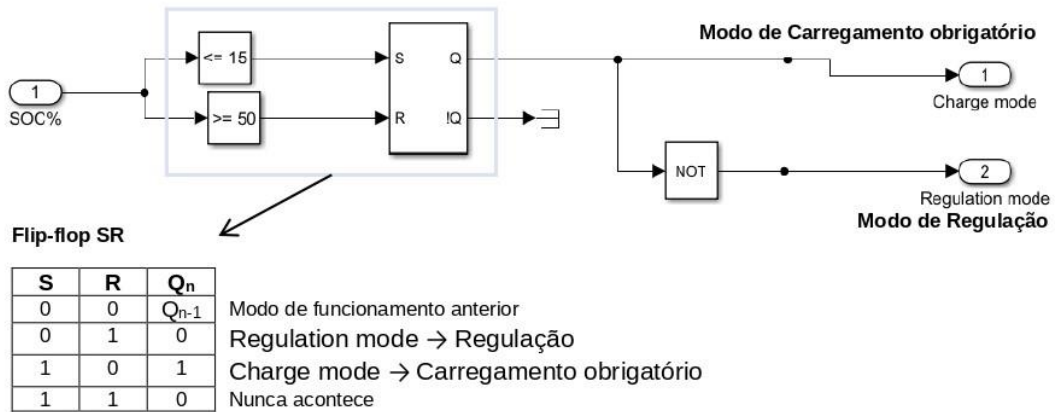 Modo de Carregamento obrigatório
<= 15
S
Q
1
SOC%
1
Charge mode
>= 50
R
!Q
NOT
2
Regulation mode
Modo de Regulação
Flip-flop SR
S R Qn
0 0 Qn-1 Modo de funcionamento anterior
0 1 0 Regulation mode → Regulação
1 0 1 Charge mode → Carregamento obrigatório
1 1 0 Nunca acontece